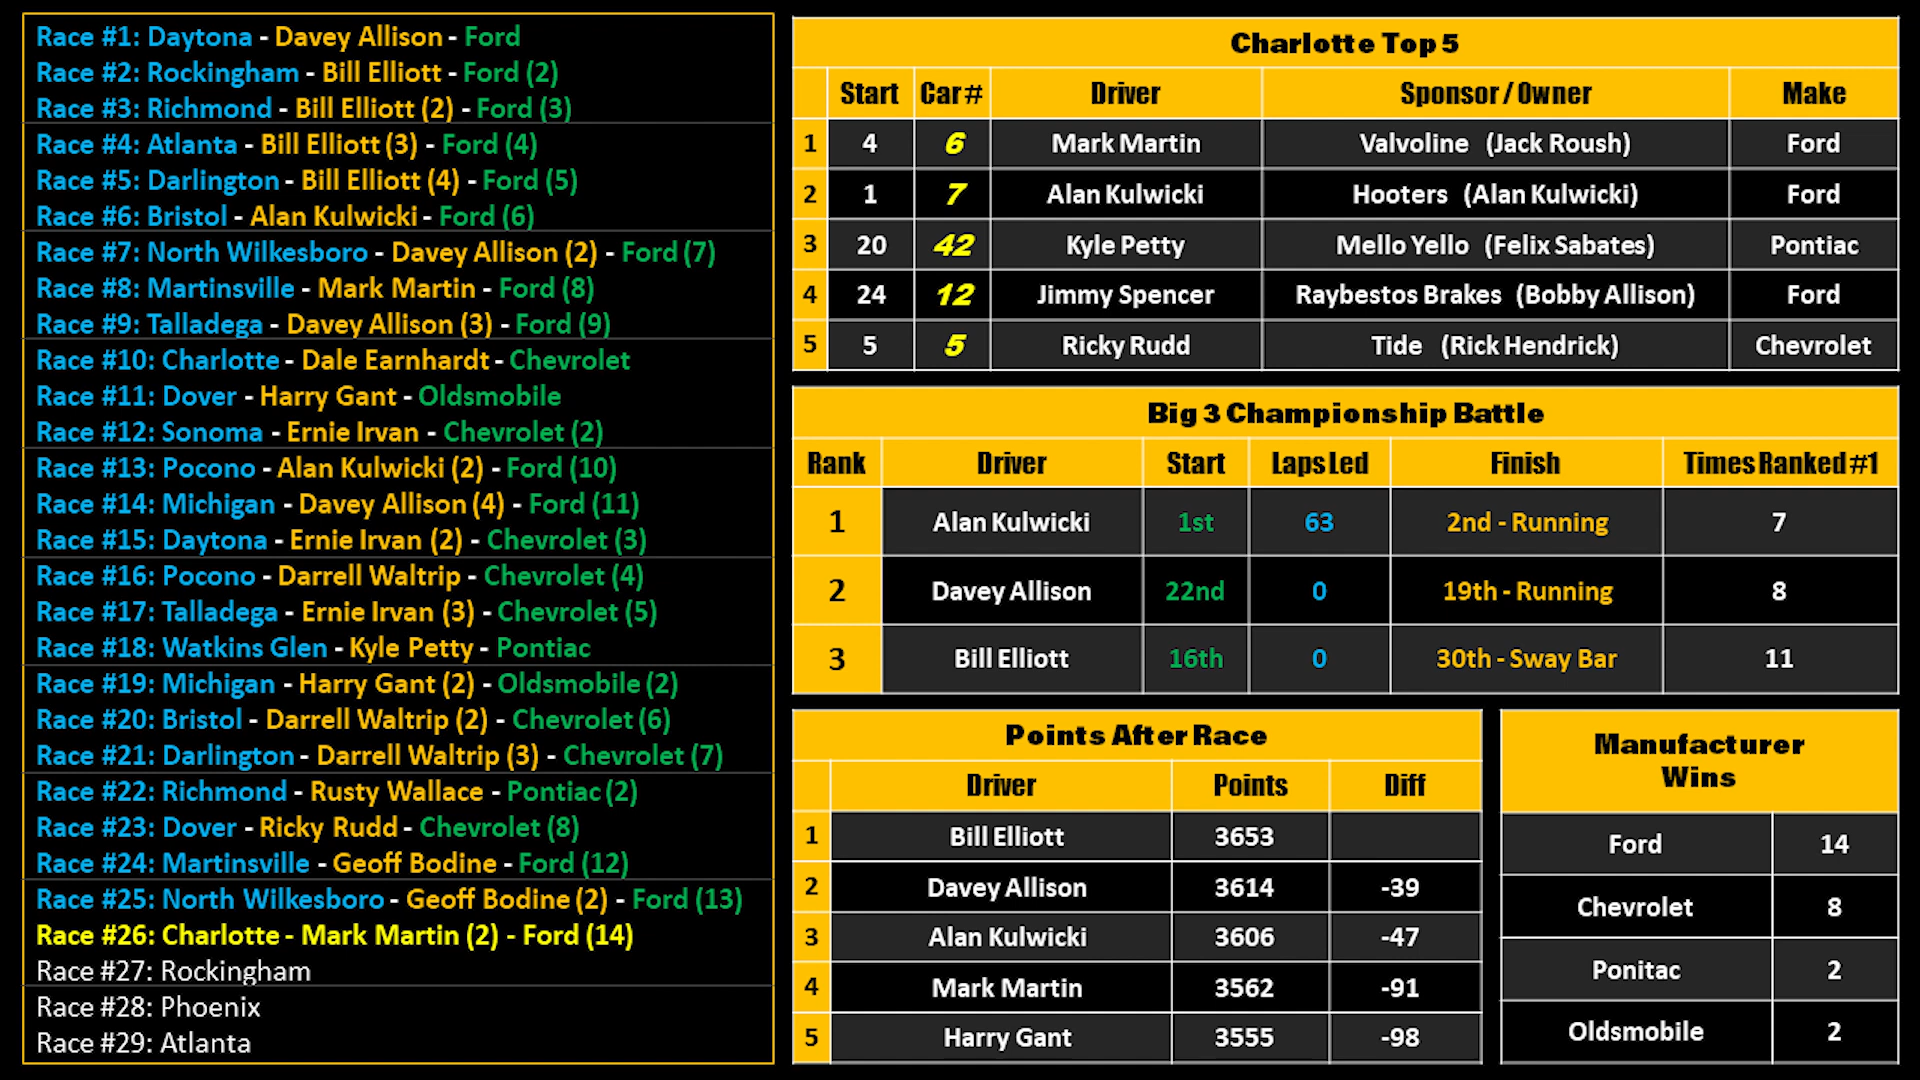 Race #1: Daytona - Davey Allison - Ford
Race #2: Rockingham - Bill Elliott - Ford (2)
Race #3: Richmond - Bill Elliott (2) - Ford (3)
Race #4: Atlanta - Bill Elliott (3) - Ford (4)
Race #5: Darlington - Bill Elliott (4) - Ford (5)
Race #6: Bristol - Alan Kulwicki - Ford (6)
Race #7: North Wilkesboro - Davey Allison (2) - Ford (7)
Race #8: Martinsville - Mark Martin - Ford (8)
Race #9: Talladega - Davey Allison (3) - Ford (9)
Race #10: Charlotte - Dale Earnhardt - Chevrolet
Race #11: Dover - Harry Gant - Oldsmobile
Race #12: Sonoma - Ernie Irvan - Chevrolet (2)
Race #13: Pocono - Alan Kulwicki (2) - Ford (10)
Race #14: Michigan - Davey Allison (4) - Ford (11)
Race #15: Daytona - Ernie Irvan (2) - Chevrolet (3)
Race #16: Pocono - Darrell Waltrip - Chevrolet (4)
Race #17: Talladega - Ernie Irvan (3) - Chevrolet (5)
Race #18: Watkins Glen - Kyle Petty - Pontiac
Race #19: Michigan - Harry Gant (2) - Oldsmobile (2)
Race #20: Bristol - Darrell Waltrip (2) - Chevrolet (6)
Race #21: Darlington - Darrell Waltrip (3) - Chevrolet (7)
Race #22: Richmond - Rusty Wallace - Pontiac (2)
Race #23: Dover - Ricky Rudd - Chevrolet (8)
Race #24: Martinsville - Geoff Bodine - Ford (12)
Race #25: North Wilkesboro - Geoff Bodine (2) - Ford (13)
Race #26: Charlotte - Mark Martin (2) - Ford (14)
Race #27: Rockingham
Race #28: Phoenix
Race #29: Atlanta
Charlotte Top 5
Start Car # Driver Sponsor / Owner Make
1 4 6 Mark Martin Valvoline (Jack Roush) Ford
2 1 7 Alan Kulwicki Hooters (Alan Kulwicki) Ford
3 20 42 Kyle Petty Mello Yello (Felix Sabates) Pontiac
4 24 12 Jimmy Spencer Raybestos Brakes (Bobby Allison) Ford
5 5 5 Ricky Rudd Tide (Rick Hendrick) Chevrolet
Big 3 Championship Battle
Rank Driver Start Laps Led Finish Times Ranked #1
1 Alan Kulwicki 1st 63 2nd - Running 7
2 Davey Allison 22nd 0 19th - Running 8
3 Bill Elliott 16th 0 30th - Sway Bar 11
Points After Race
Driver Points Diff
1 Bill Elliott 3653
2 Davey Allison 3614 -39
3 Alan Kulwicki 3606 -47
4 Mark Martin 3562 -91
5 Harry Gant 3555 -98
Manufacturer
Wins
Ford 14
Chevrolet 8
Ponitac 2
Oldsmobile 2